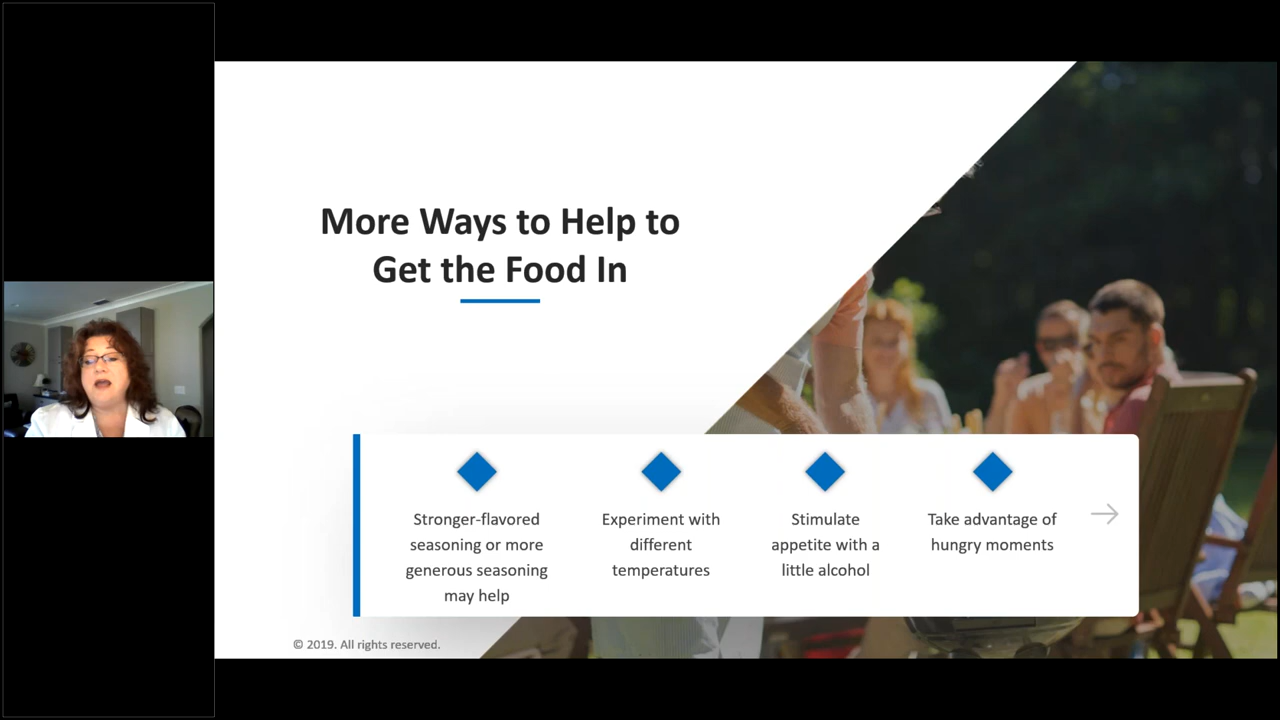 More Ways to Help to
Get the Food In
Stronger-flavored
seasoning or more
generous seasoning
may help
Experiment with
different
temperatures
Stimulate
appetite with a
little alcohol
Take advantage of
hungry moments
© 2019. All rights reserved.